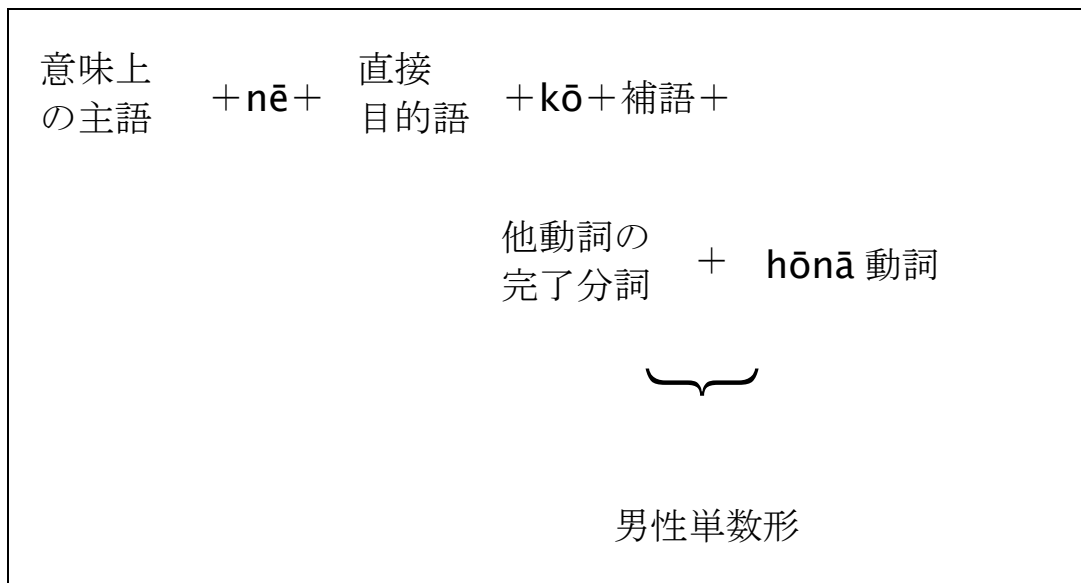 意味上
の主語 +nē+ 直接
目的語 +kō+補語+
他動詞の
完了分詞 + hōnā 動詞
男性単数形